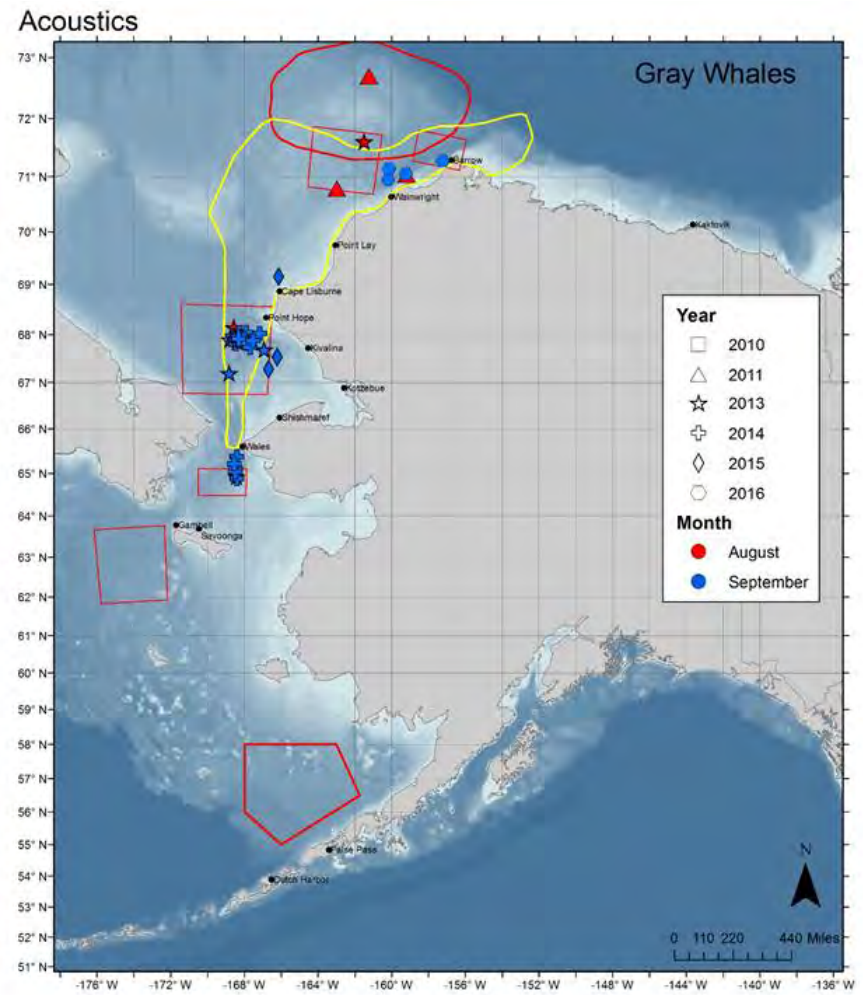 Acoustics
Gray Whales
73° N
72° N
71° N
70° N
69° N
68° N
67° N
66° N
65° N
64° N
63° N
62° N
61° N
60° N
59° N
58° N
57° N
56° N
55° N
54° N
53° N
52° N
51° N
Barrow
Wainwright
Kaktovik
Point Lay
Cape Lisburne
Point Hope
Kivalina
Kotzebue
Shishmaref
Wales
Gambell
Savoonga
False Pass
Dutch Harbor
Year
2010
2011
2013
2014
2015
2016
Month
August
September
N
0 110 220 440 Miles
-176° W -172° W -168° W -164° W -160° W -156° W -152° W -148° W -144° W -140° W -136° W